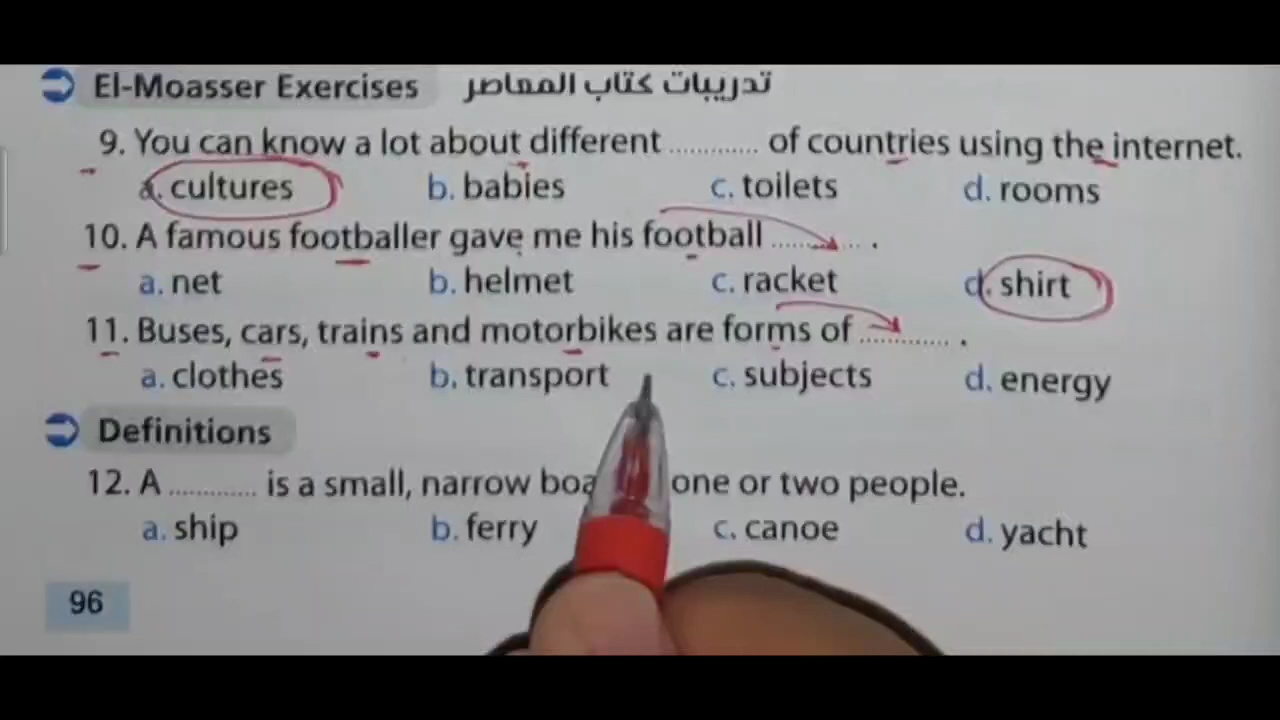 El-Moasser Exercises تدريبات كتاب المعاصر
9. You can know a lot about different ............ of countries using the internet.
a. cultures b. babies c. toilets d. rooms
10. A famous footballer gave me his football ............ .
a. net b. helmet c. racket d. shirt
11. Buses, cars, trains and motorbikes are forms of ............ .
a. clothes b. transport c. subjects d. energy
Definitions
12. A ............ is a small, narrow one or two people.
a. ship b. ferry c. canoe d. yacht
96